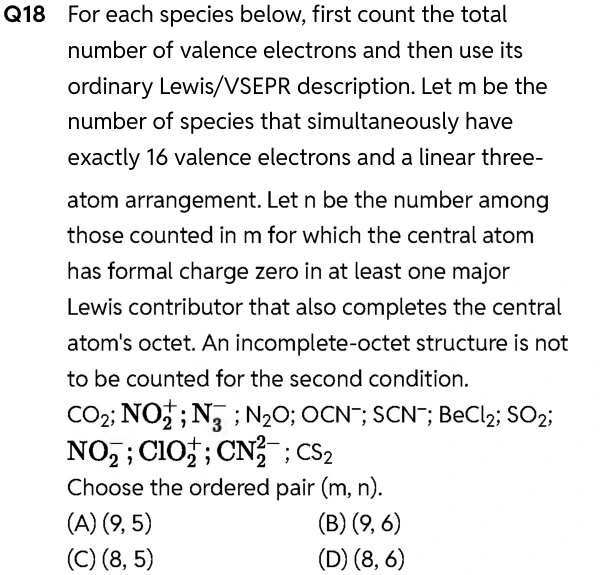 Q18 For each species below, first count the total
number of valence electrons and then use its
ordinary Lewis/VSEPR description. Let m be the
number of species that simultaneously have
exactly 16 valence electrons and a linear three-
atom arrangement. Let n be the number among
those counted in m for which the central atom
has formal charge zero in at least one major
Lewis contributor that also completes the central
atom's octet. An incomplete-octet structure is not
to be counted for the second condition.
CO₂; NO₂⁺; N₃⁻; N₂O; OCN⁻; SCN⁻; BeCl₂; SO₂;
NO₂⁻; ClO₂⁺; CN₂²⁻; CS₂
Choose the ordered pair (m, n).
(A) (9, 5) (B) (9, 6)
(C) (8, 5) (D) (8, 6)